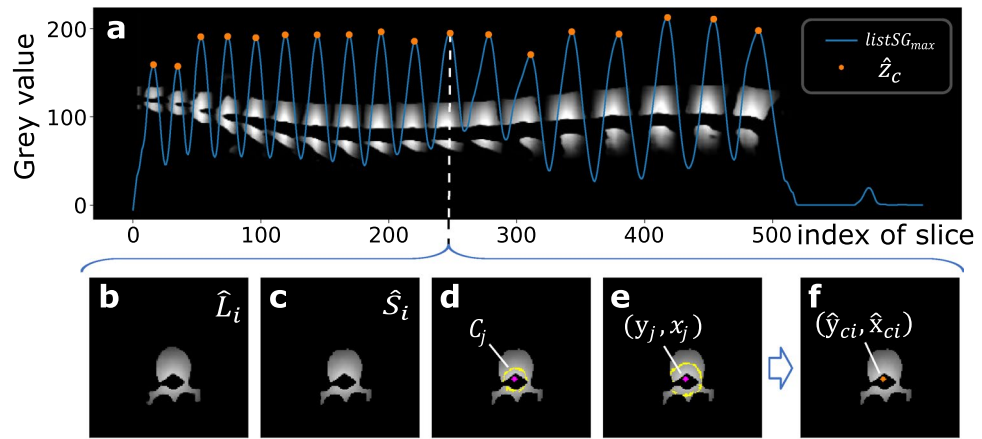 a
Grey value
200
100
0
listSG_max
ẑ_C
0
100
200
300
400
500
index of slice
b
L̂_i
c
Ŝ_i
d
C_j
e
(y_j, x_j)
f
(ŷ_ci, x̂_ci)